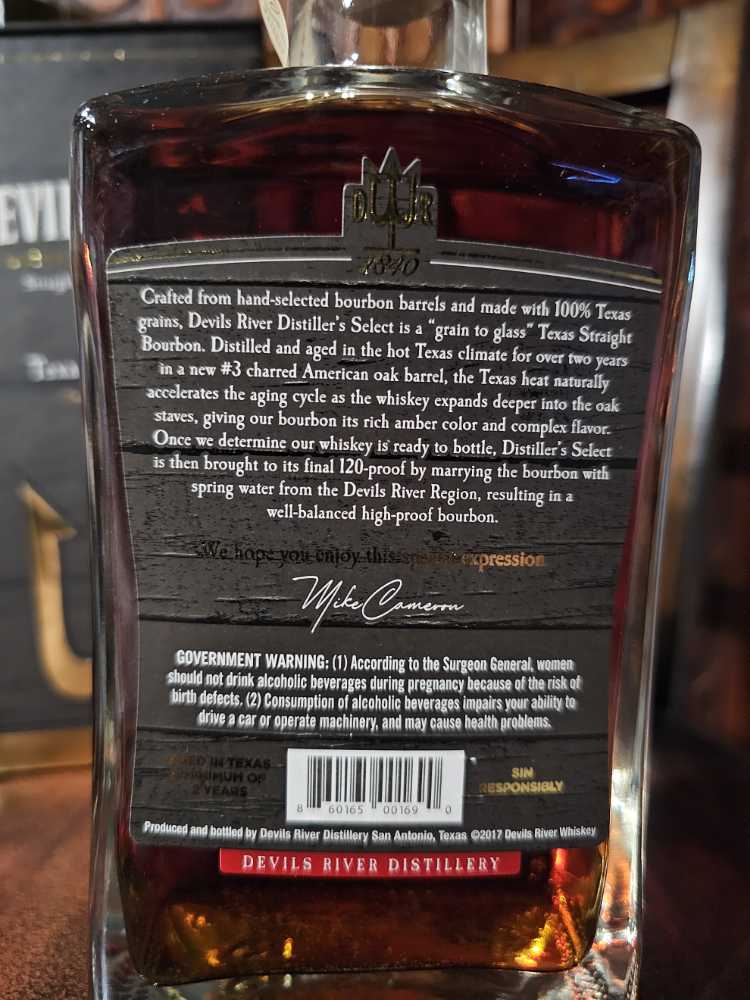 EVI
D R
1840
Crafted from hand-selected bourbon barrels and made with 100% Texas
grains, Devils River Distiller's Select is a "grain to glass" Texas Straight
Bourbon. Distilled and aged in the hot Texas climate for over two years
in a new #3 charred American oak barrel, the Texas heat naturally
accelerates the aging cycle as the whiskey expands deeper into the oak
staves, giving our bourbon its rich amber color and complex flavor.
Once we determine our whiskey is ready to bottle, Distiller's Select
is then brought to its final 120-proof by marrying the bourbon with
spring water from the Devils River Region, resulting in a
well-balanced high-proof bourbon.
We hope you enjoy this special expression
Mike Cameron
GOVERNMENT WARNING: (1) According to the Surgeon General, women
should not drink alcoholic beverages during pregnancy because of the risk of
birth defects. (2) Consumption of alcoholic beverages impairs your ability to
drive a car or operate machinery, and may cause health problems.
AGED IN TEXAS
MINIMUM OF
2 YEARS
8 60165 00169 0
SIN
RESPONSIBLY
Produced and bottled by Devils River Distillery San Antonio, Texas ©2017 Devils River Whiskey
DEVILS RIVER DISTILLERY